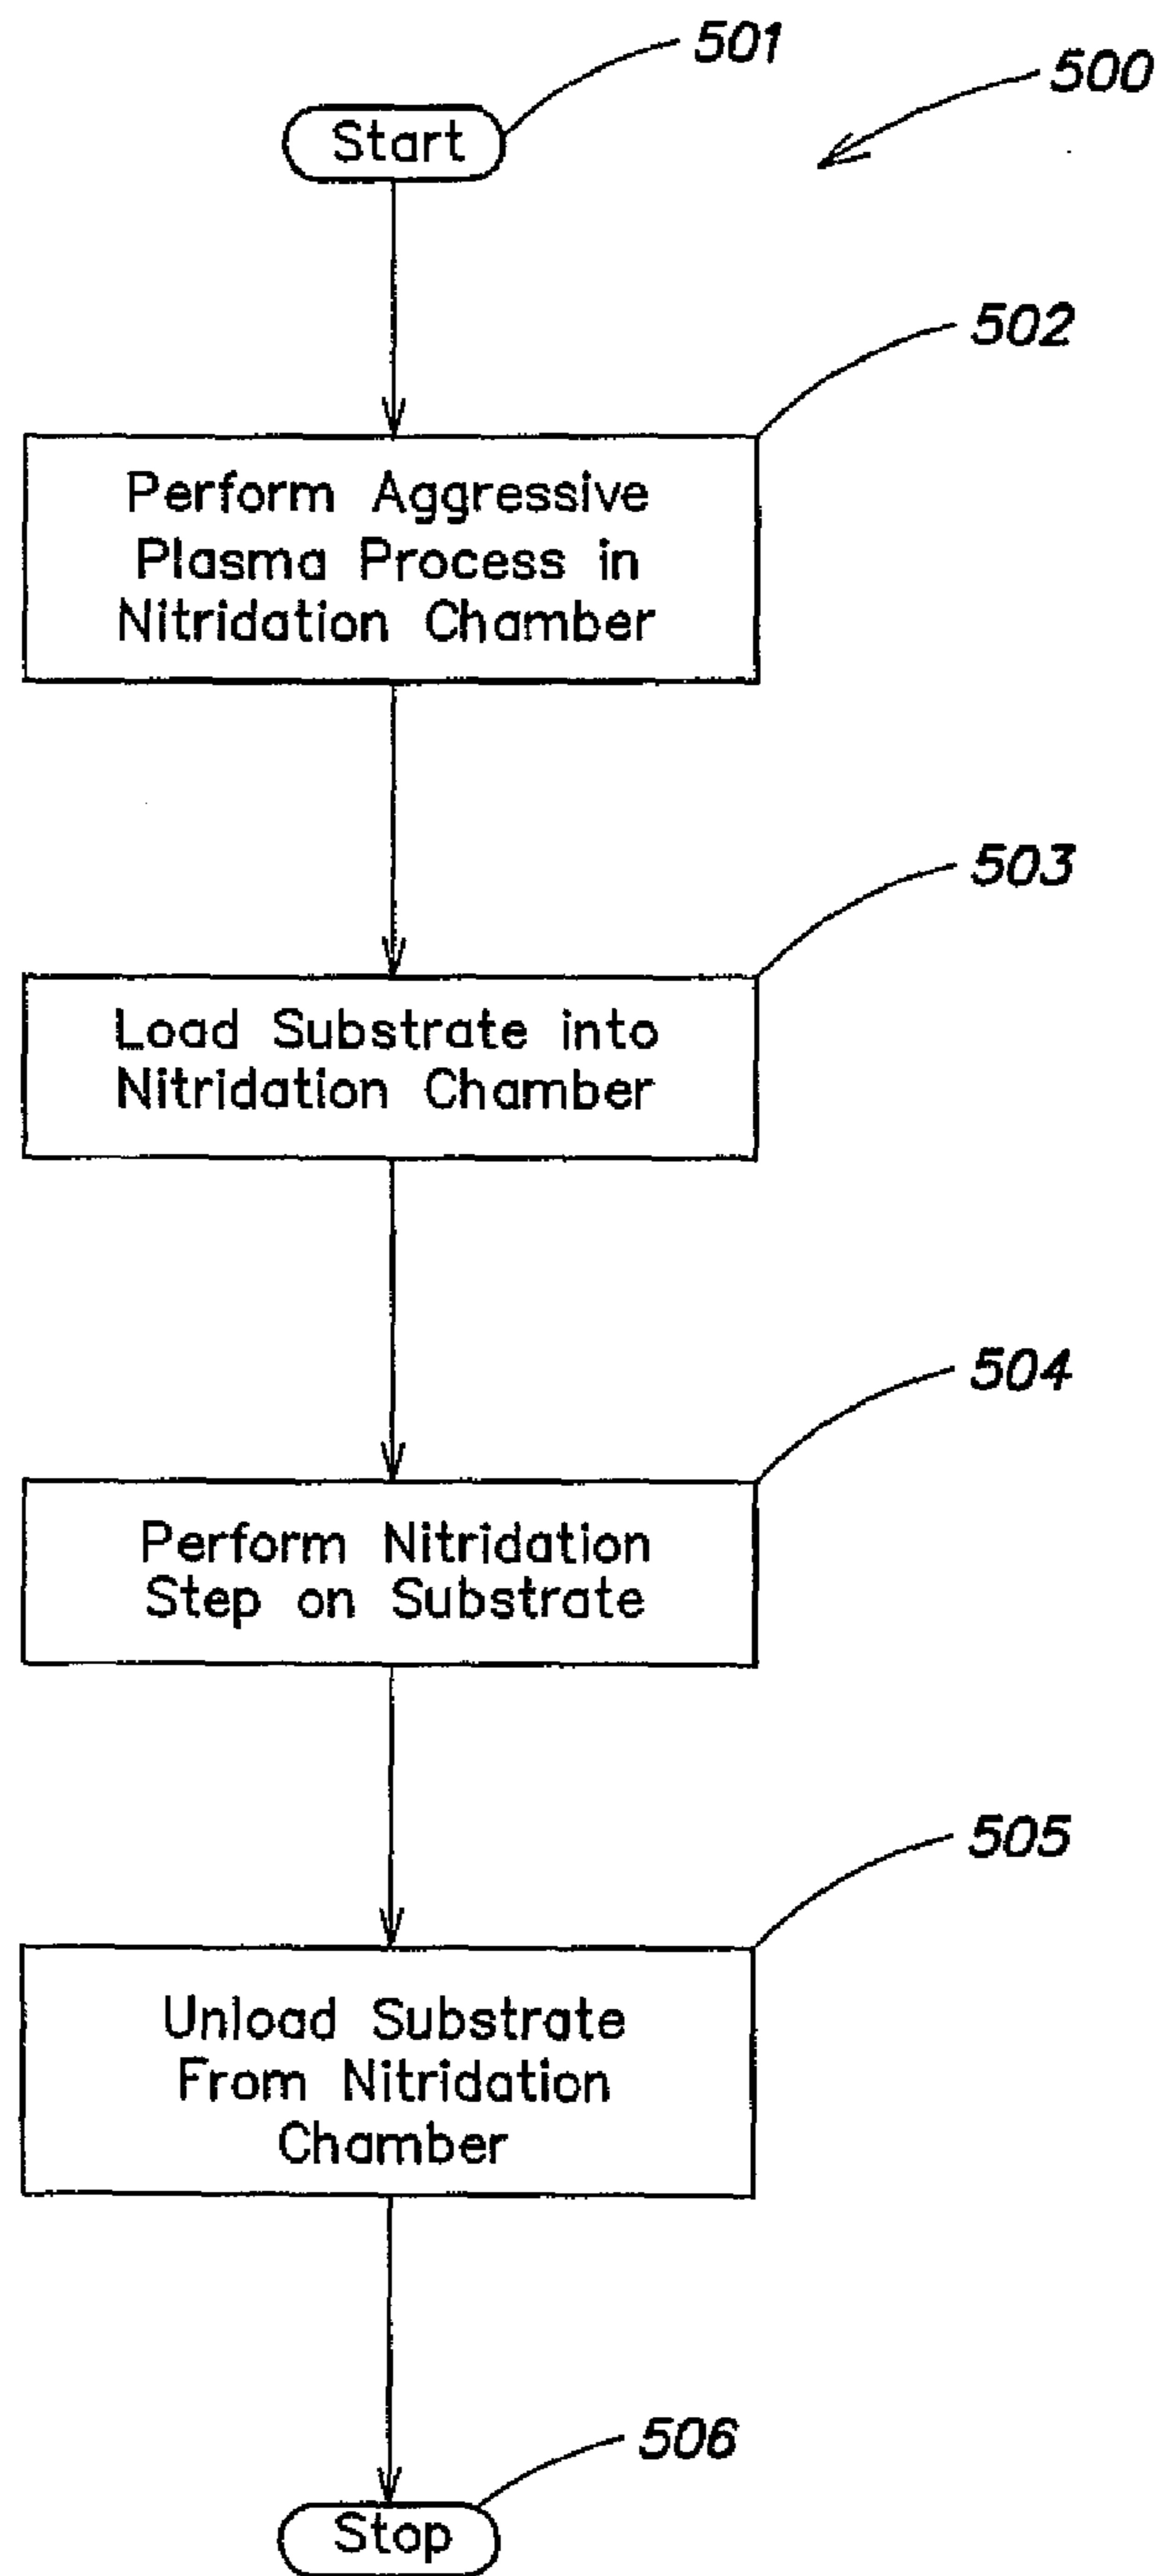 501
500
Start
502
Perform Aggressive
Plasma Process in
Nitridation Chamber
503
Load Substrate into
Nitridation Chamber
504
Perform Nitridation
Step on Substrate
505
Unload Substrate
From Nitridation
Chamber
506
Stop